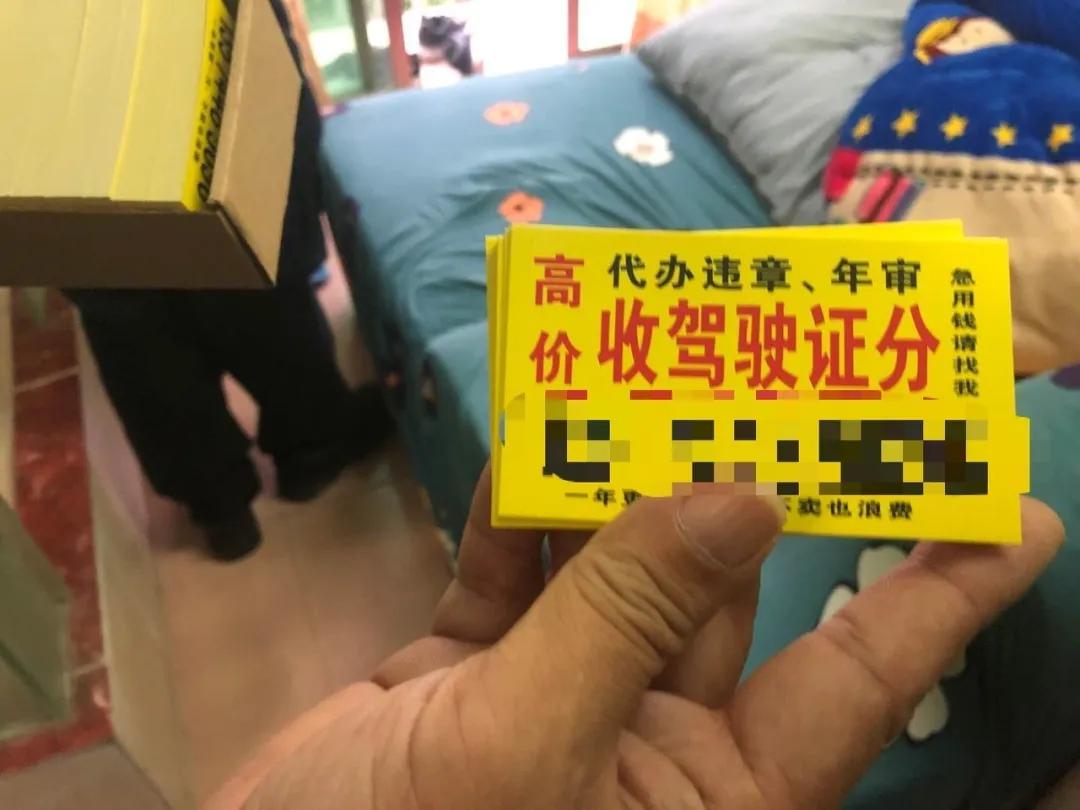 高价
代办违章、年审
收驾驶证分
急用钱请找我
一年更
不卖也浪费